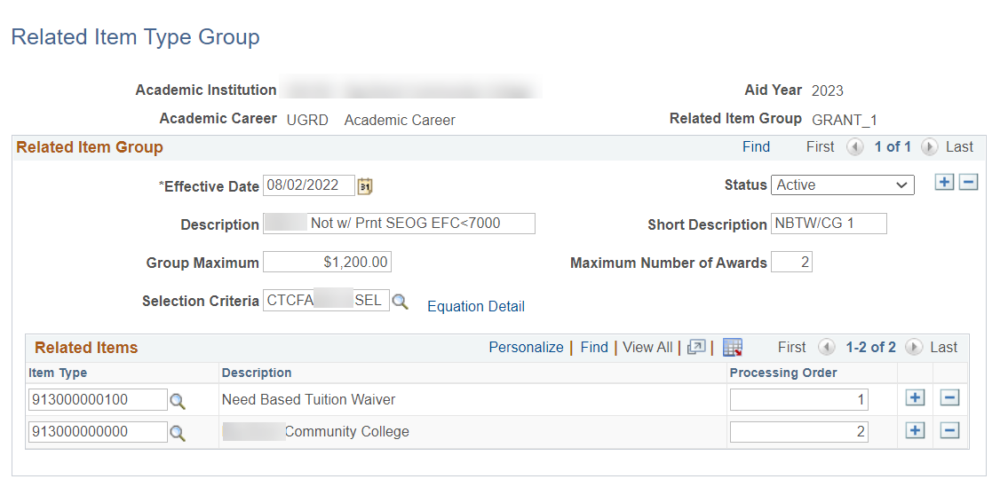 Related Item Type Group
Academic Institution
Aid Year 2023
Academic Career UGRD Academic Career
Related Item Group GRANT_1
Related Item Group Find First 1 of 1 Last
*Effective Date 08/02/2022 31
Status Active
Description Not w/ Prnt SEOG EFC<7000
Short Description NBTW/CG 1
Group Maximum $1,200.00
Maximum Number of Awards 2
Selection Criteria CTCFA SEL Equation Detail
Related Items Personalize | Find | View All | | First 1-2 of 2 Last
Item Type Description Processing Order
913000000100 Need Based Tuition Waiver 1
913000000000 Community College 2